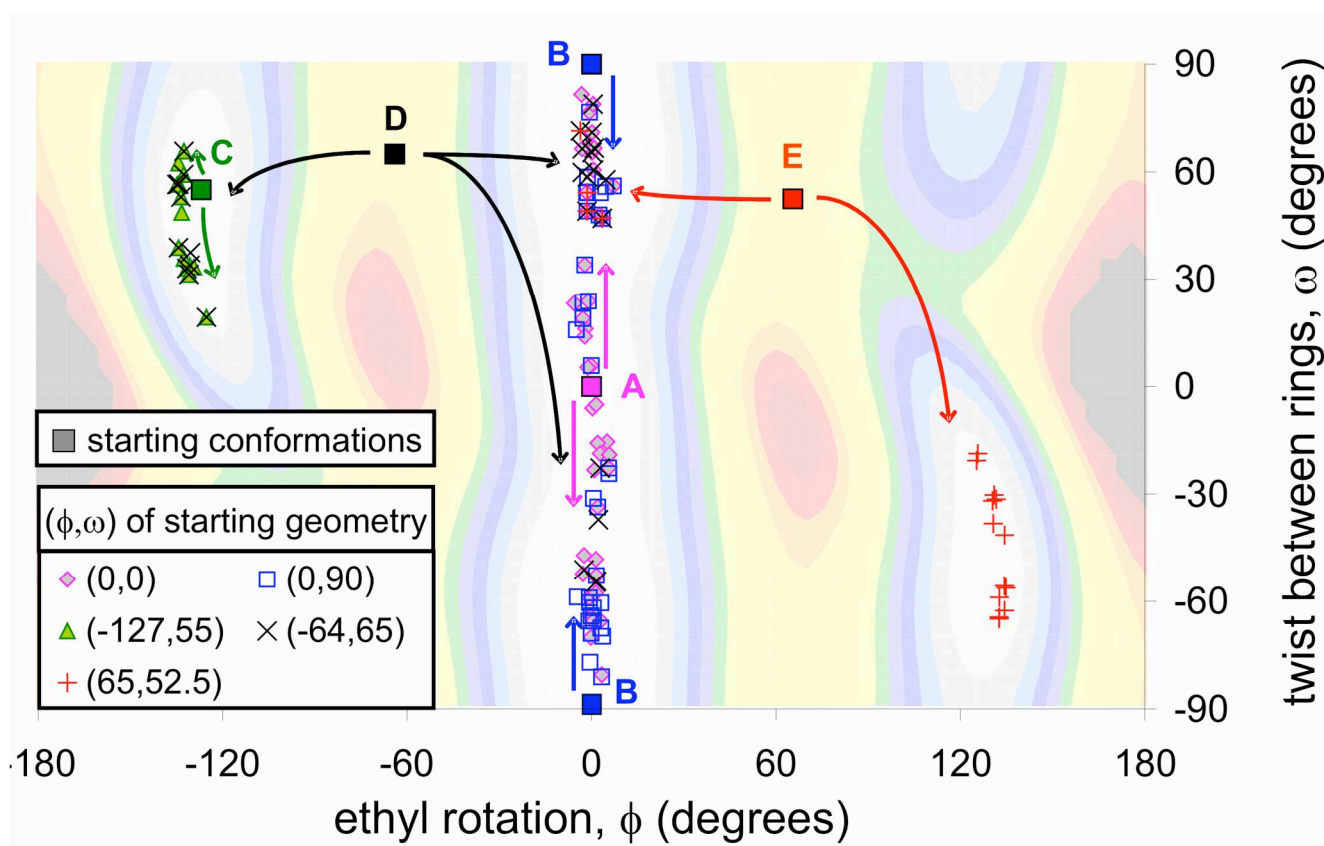 B
90
D
C
60
E
30
A
0
starting conformations
-30
(ϕ,ω) of starting geometry
(0,0) (0,90)
(-127,55) (-64,65)
-60
(65,52.5)
B
-90
-180 -120 -60 0 60 120 180
ethyl rotation, ϕ (degrees)
twist between rings, ω (degrees)